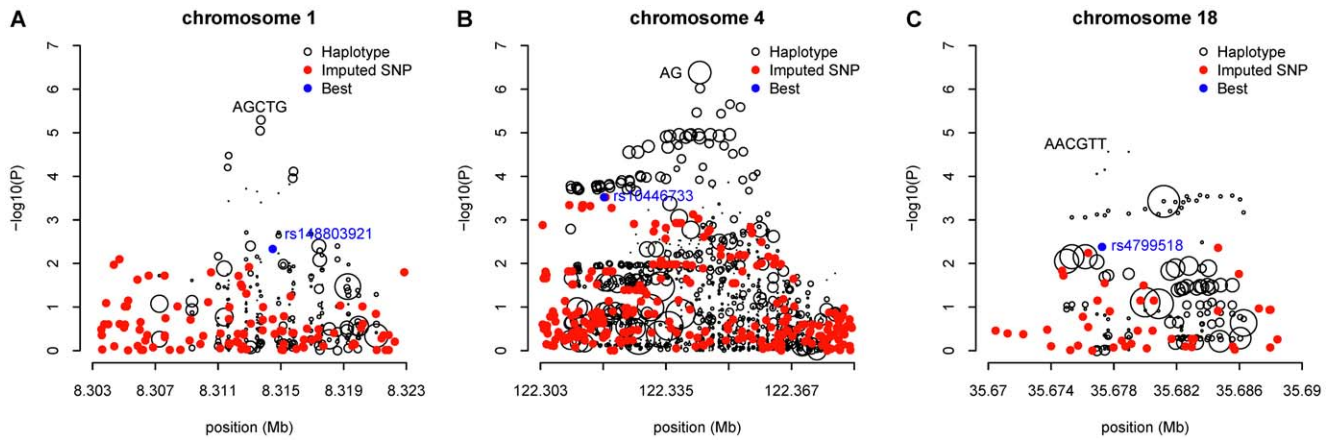 A
chromosome 1
7
6
5
4
3
2
1
0
−log10(P)
Haplotype
Imputed SNP
Best
AGCTG
rs148803921
8.303
8.307
8.311
8.315
8.319
8.323
position (Mb)
B
chromosome 4
7
6
5
4
3
2
1
0
−log10(P)
Haplotype
Imputed SNP
Best
AG
rs10446733
122.303
122.335
122.367
position (Mb)
C
chromosome 18
7
6
5
4
3
2
1
0
−log10(P)
Haplotype
Imputed SNP
Best
AACGTT
rs4799518
35.67
35.674
35.678
35.682
35.686
35.69
position (Mb)